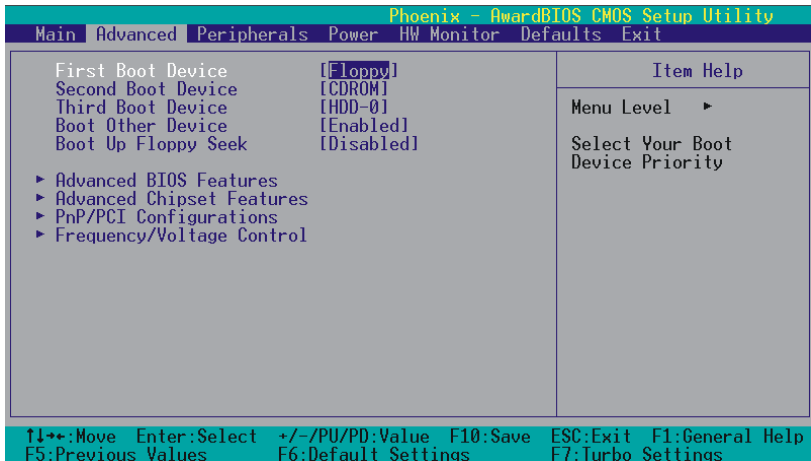 Phoenix - AwardBIOS CMOS Setup Utility
Main Advanced Peripherals Power HW Monitor Defaults Exit
First Boot Device [Floppy]
Second Boot Device [CDROM]
Third Boot Device [HDD-0]
Boot Other Device [Enabled]
Boot Up Floppy Seek [Disabled]
► Advanced BIOS Features
► Advanced Chipset Features
► PnP/PCI Configurations
► Frequency/Voltage Control
Item Help
Menu Level ►
Select Your Boot
Device Priority
↑↓→←:Move Enter:Select +/-/PU/PD:Value F10:Save ESC:Exit F1:General Help
F5:Previous Values F6:Default Settings F7:Turbo Settings